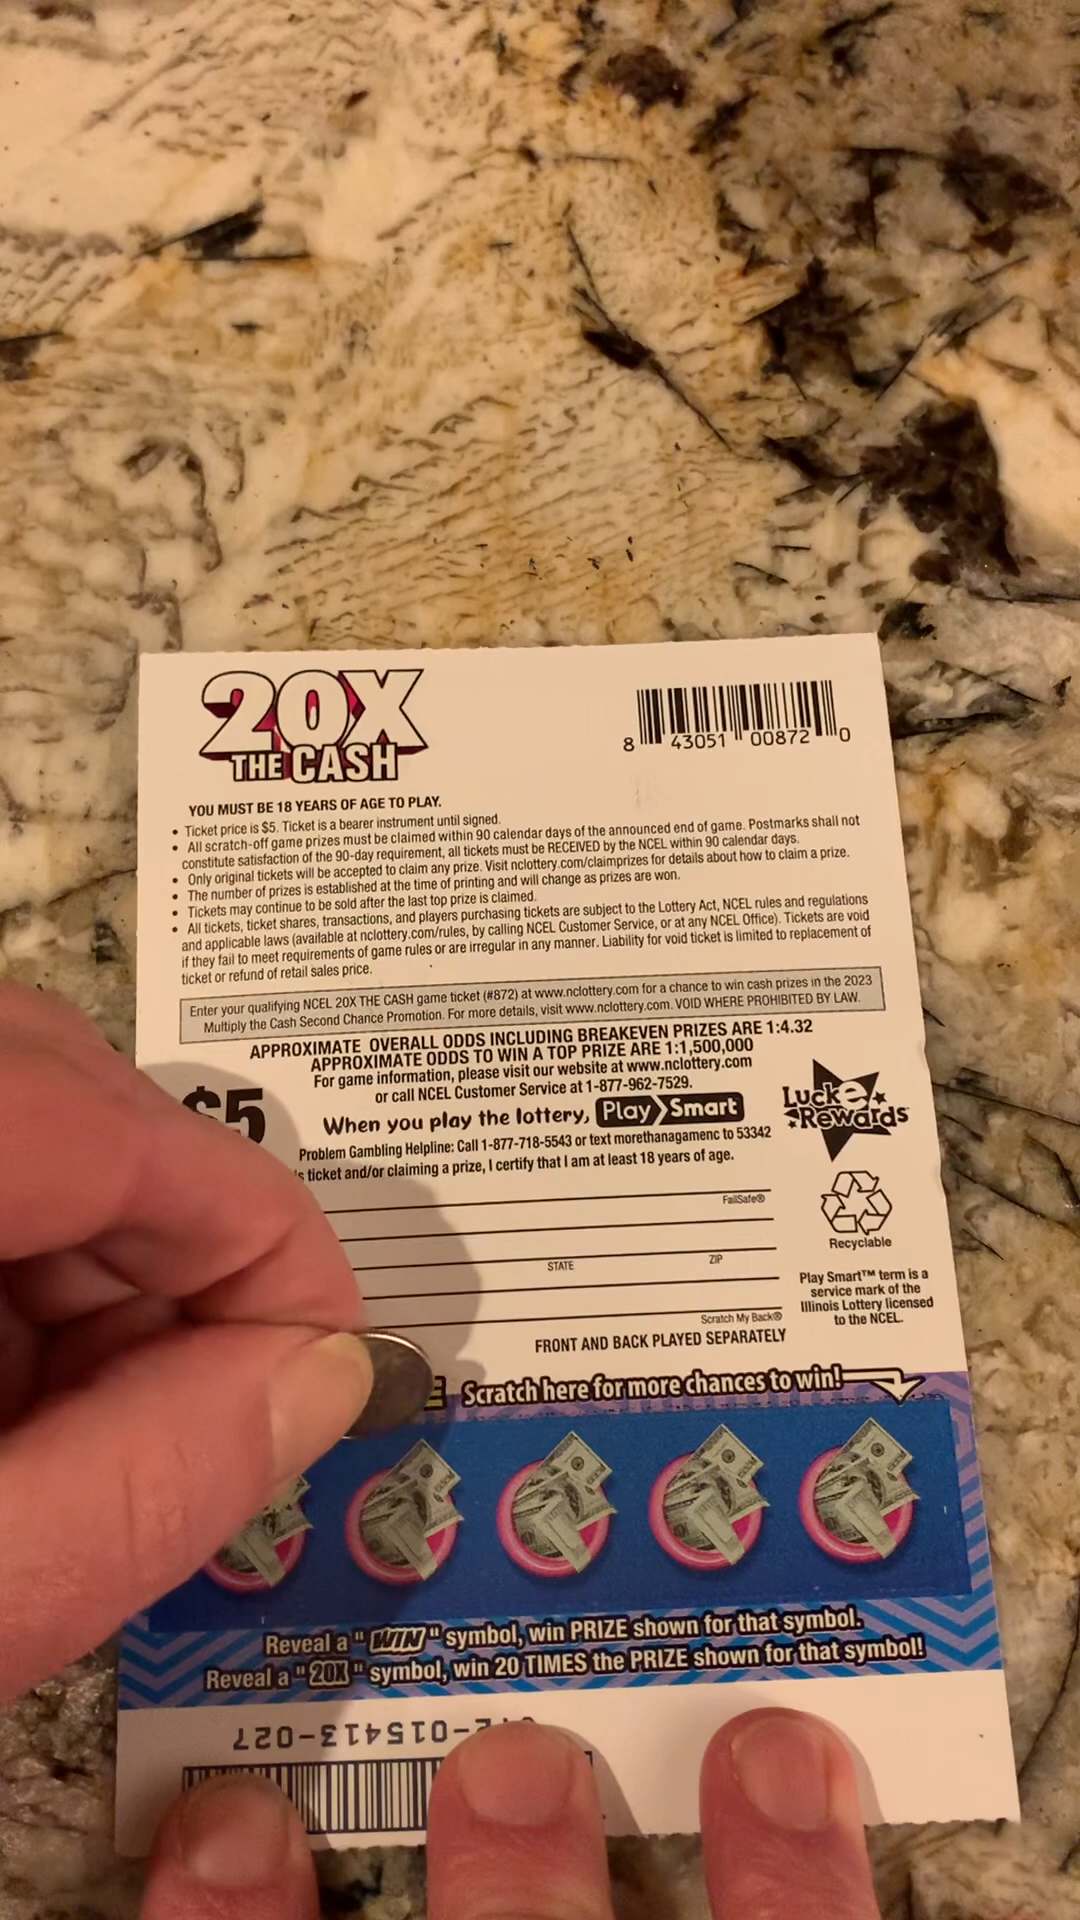 20X
THE CASH
8 43051 00872 0
YOU MUST BE 18 YEARS OF AGE TO PLAY.
• Ticket price is $5. Ticket is a bearer instrument until signed.
• All scratch-off game prizes must be claimed within 90 calendar days of the announced end of game. Postmarks shall not
constitute satisfaction of the 90-day requirement, all tickets must be RECEIVED by the NCEL within 90 calendar days.
• Only original tickets will be accepted to claim any prize. Visit nclottery.com/claimprizes for details about how to claim a prize.
• The number of prizes is established at the time of printing and will change as prizes are won.
• Tickets may continue to be sold after the last top prize is claimed.
• All tickets, ticket shares, transactions, and players purchasing tickets are subject to the Lottery Act, NCEL rules and regulations
and applicable laws (available at nclottery.com/rules, by calling NCEL Customer Service, or at any NCEL Office). Tickets are void
if they fail to meet requirements of game rules or are irregular in any manner. Liability for void ticket is limited to replacement of
ticket or refund of retail sales price.
Enter your qualifying NCEL 20X THE CASH game ticket (#872) at www.nclottery.com for a chance to win cash prizes in the 2023
Multiply the Cash Second Chance Promotion. For more details, visit www.nclottery.com. VOID WHERE PROHIBITED BY LAW.
APPROXIMATE OVERALL ODDS INCLUDING BREAKEVEN PRIZES ARE 1:4.32
APPROXIMATE ODDS TO WIN A TOP PRIZE ARE 1:1,500,000
For game information, please visit our website at www.nclottery.com
or call NCEL Customer Service at 1-877-962-7529.
$5
When you play the lottery, Play Smart
Lucke
Rewards
Problem Gambling Helpline: Call 1-877-718-5543 or text morethanagamenc to 53342
ticket and/or claiming a prize, I certify that I am at least 18 years of age.
FailSafe®
Recyclable
STATE ZIP
Play Smart™ term is a
service mark of the
Illinois Lottery licensed
to the NCEL.
Scratch My Back®
FRONT AND BACK PLAYED SEPARATELY
Scratch here for more chances to win!
Reveal a "WIN" symbol, win PRIZE shown for that symbol.
Reveal a "20X" symbol, win 20 TIMES the PRIZE shown for that symbol!
-015413-027